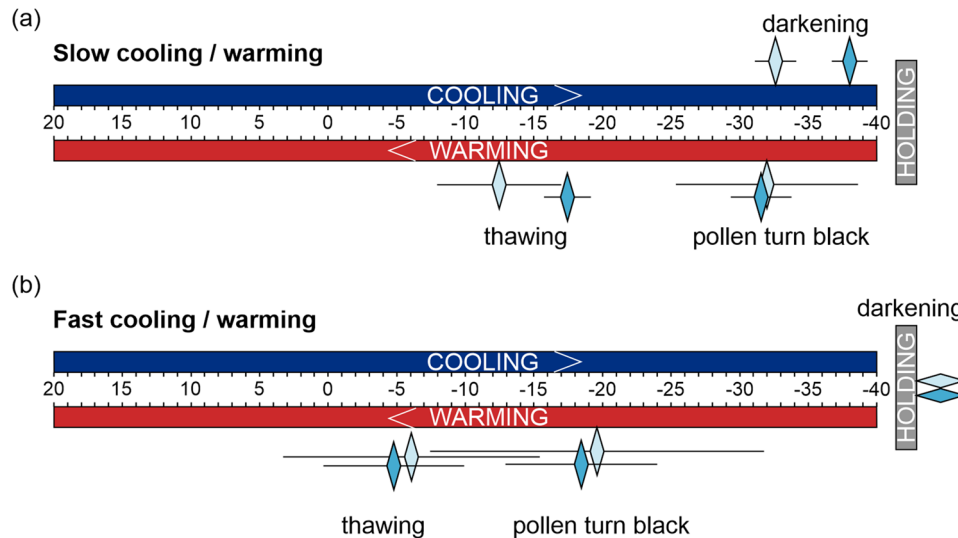 (a)
darkening
Slow cooling / warming
COOLING
20 15 10 5 0 -5 -10 -15 -20 -25 -30 -35 -40
HOLDING
WARMING
thawing pollen turn black
(b)
darkening
Fast cooling / warming
COOLING
20 15 10 5 0 -5 -10 -15 -20 -25 -30 -35 -40
HOLDING
WARMING
thawing pollen turn black